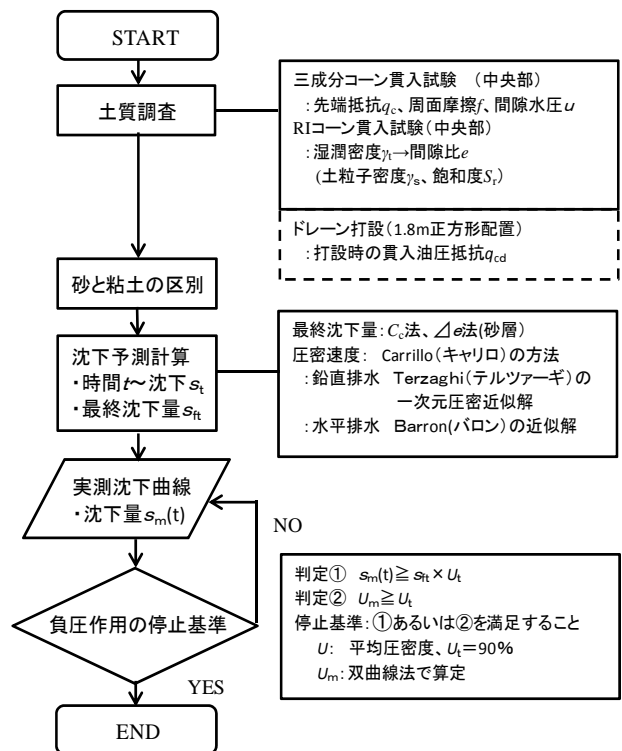 START
土質調査
三成分コーン貫入試験 (中央部)
:先端抵抗qc、周面摩擦f、間隙水圧u
RIコーン貫入試験(中央部)
:湿潤密度γt→間隙比e
(土粒子密度γs、飽和度Sr)
ドレーン打設(1.8m正方形配置)
:打設時の貫入油圧抵抗qcd
砂と粘土の区別
沈下予測計算
・時間t~沈下st
・最終沈下量sft
最終沈下量:Cc法、⊿e法(砂層)
圧密速度: Carrillo(キャリロ)の方法
:鉛直排水 Terzaghi(テルツァーギ)の
一次元圧密近似解
:水平排水 Barron(バロン)の近似解
実測沈下曲線
・沈下量sm(t)
NO
負圧作用の停止基準
判定① sm(t)≧sft×Ut
判定② Um≧Ut
停止基準:①あるいは②を満足すること
U: 平均圧密度、Ut=90%
Um:双曲線法で算定
YES
END